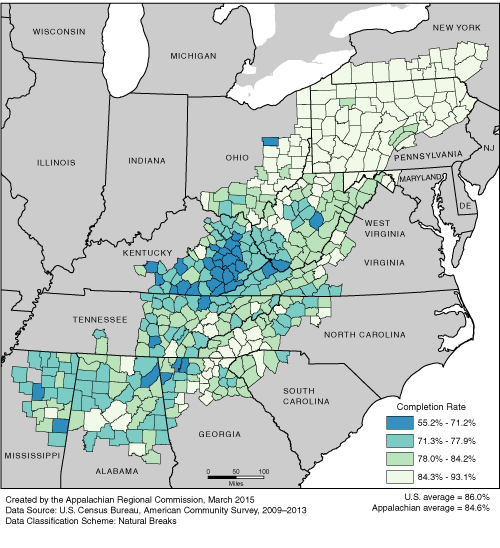 NEW YORK
WISCONSIN
MICHIGAN
PENNSYLVANIA
NJ
OHIO
ILLINOIS
INDIANA
MARYLAND
DE
WEST
VIRGINIA
KENTUCKY
VIRGINIA
TENNESSEE
NORTH CAROLINA
SOUTH
CAROLINA
GEORGIA
MISSISSIPPI
ALABAMA
Completion Rate
55.2% - 71.2%
71.3% - 77.9%
78.0% - 84.2%
84.3% - 93.1%
0 50 100
Miles
U.S. average = 86.0%
Appalachian average = 84.6%
Created by the Appalachian Regional Commission, March 2015
Data Source: U.S. Census Bureau, American Community Survey, 2009–2013
Data Classification Scheme: Natural Breaks